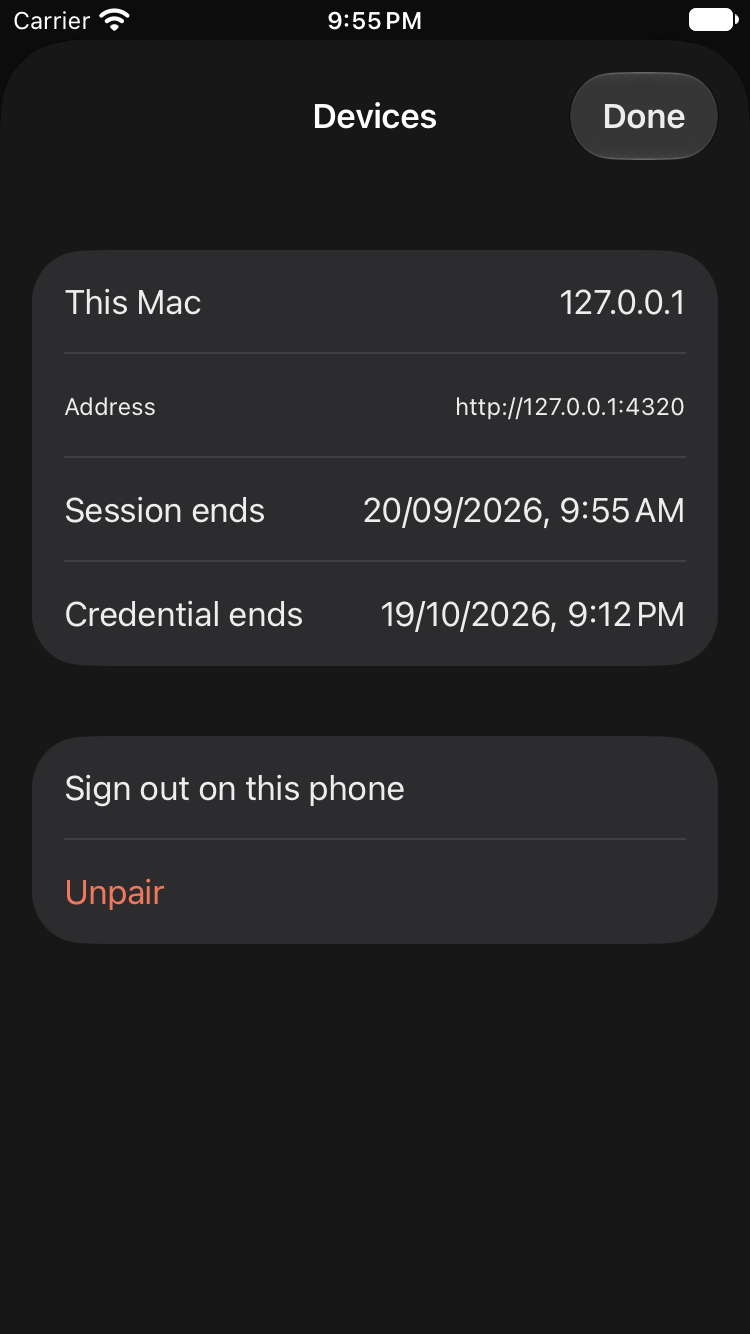 Carrier 9:55 PM
Devices Done
This Mac 127.0.0.1
Address http://127.0.0.1:4320
Session ends 20/09/2026, 9:55 AM
Credential ends 19/10/2026, 9:12 PM
Sign out on this phone
Unpair